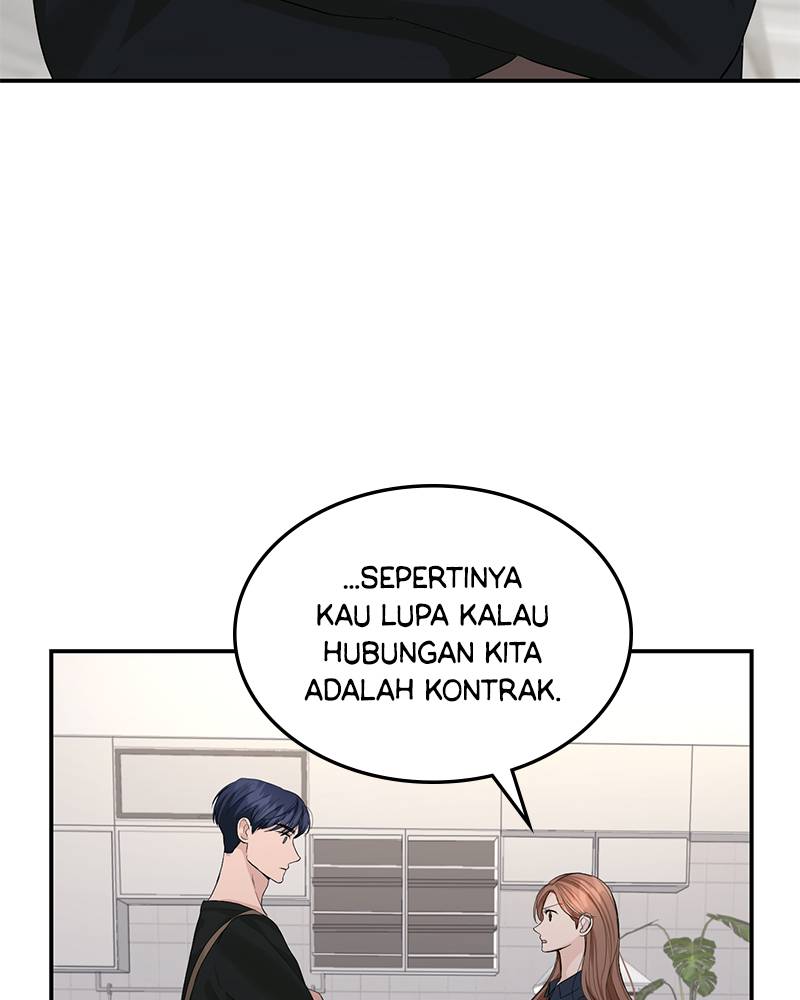 ...SEPERTINYA
KAU LUPA KALAU
HUBUNGAN KITA
ADALAH KONTRAK.